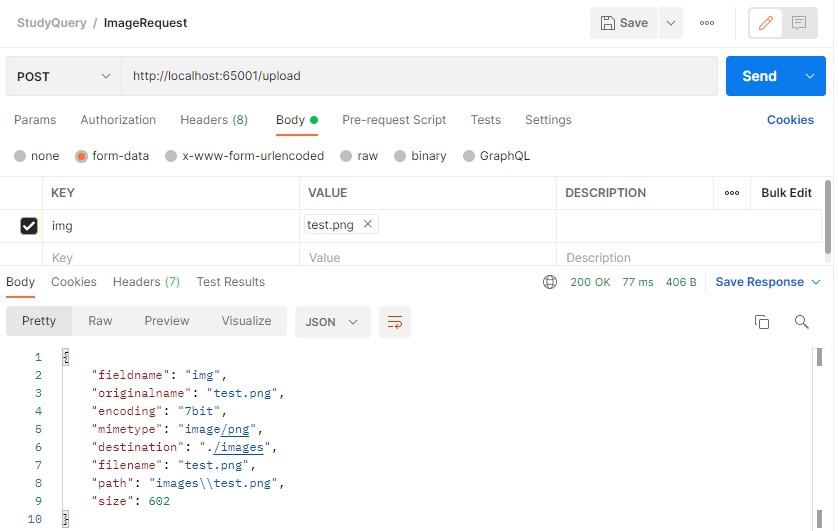 StudyQuery / ImageRequest Save ooo
POST http://localhost:65001/upload Send
Params Authorization Headers (8) Body Pre-request Script Tests Settings Cookies
none form-data x-www-form-urlencoded raw binary GraphQL
KEY VALUE DESCRIPTION ooo Bulk Edit
img test.png ×
Key Value Description
Body Cookies Headers (7) Test Results 200 OK 77 ms 406 B Save Response
Pretty Raw Preview Visualize JSON
1 {
2 "fieldname": "img",
3 "originalname": "test.png",
4 "encoding": "7bit",
5 "mimetype": "image/png",
6 "destination": "./images",
7 "filename": "test.png",
8 "path": "images\\test.png",
9 "size": 602
10 }